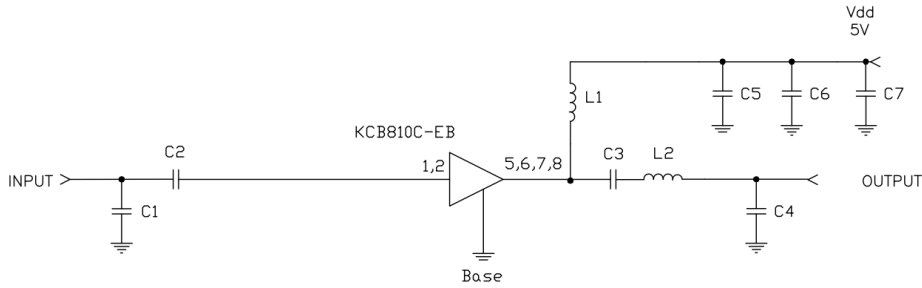 Vdd
5V
L1
C5
C6
C7
KCB810C-EB
C2
1,2
5,6,7,8
C3
L2
INPUT
OUTPUT
C1
C4
Base